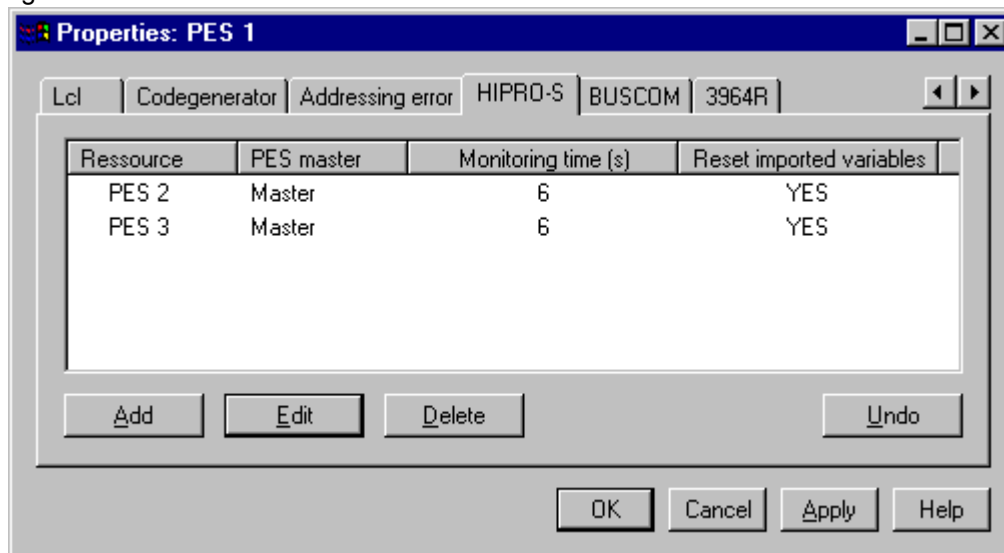 Properties: PES 1
Lcl Codegenerator Addressing error HIPRO-S BUSCOM 3964R
Ressource PES master Monitoring time (s) Reset imported variables
PES 2 Master 6 YES
PES 3 Master 6 YES
Add Edit Delete Undo
OK Cancel Apply Help